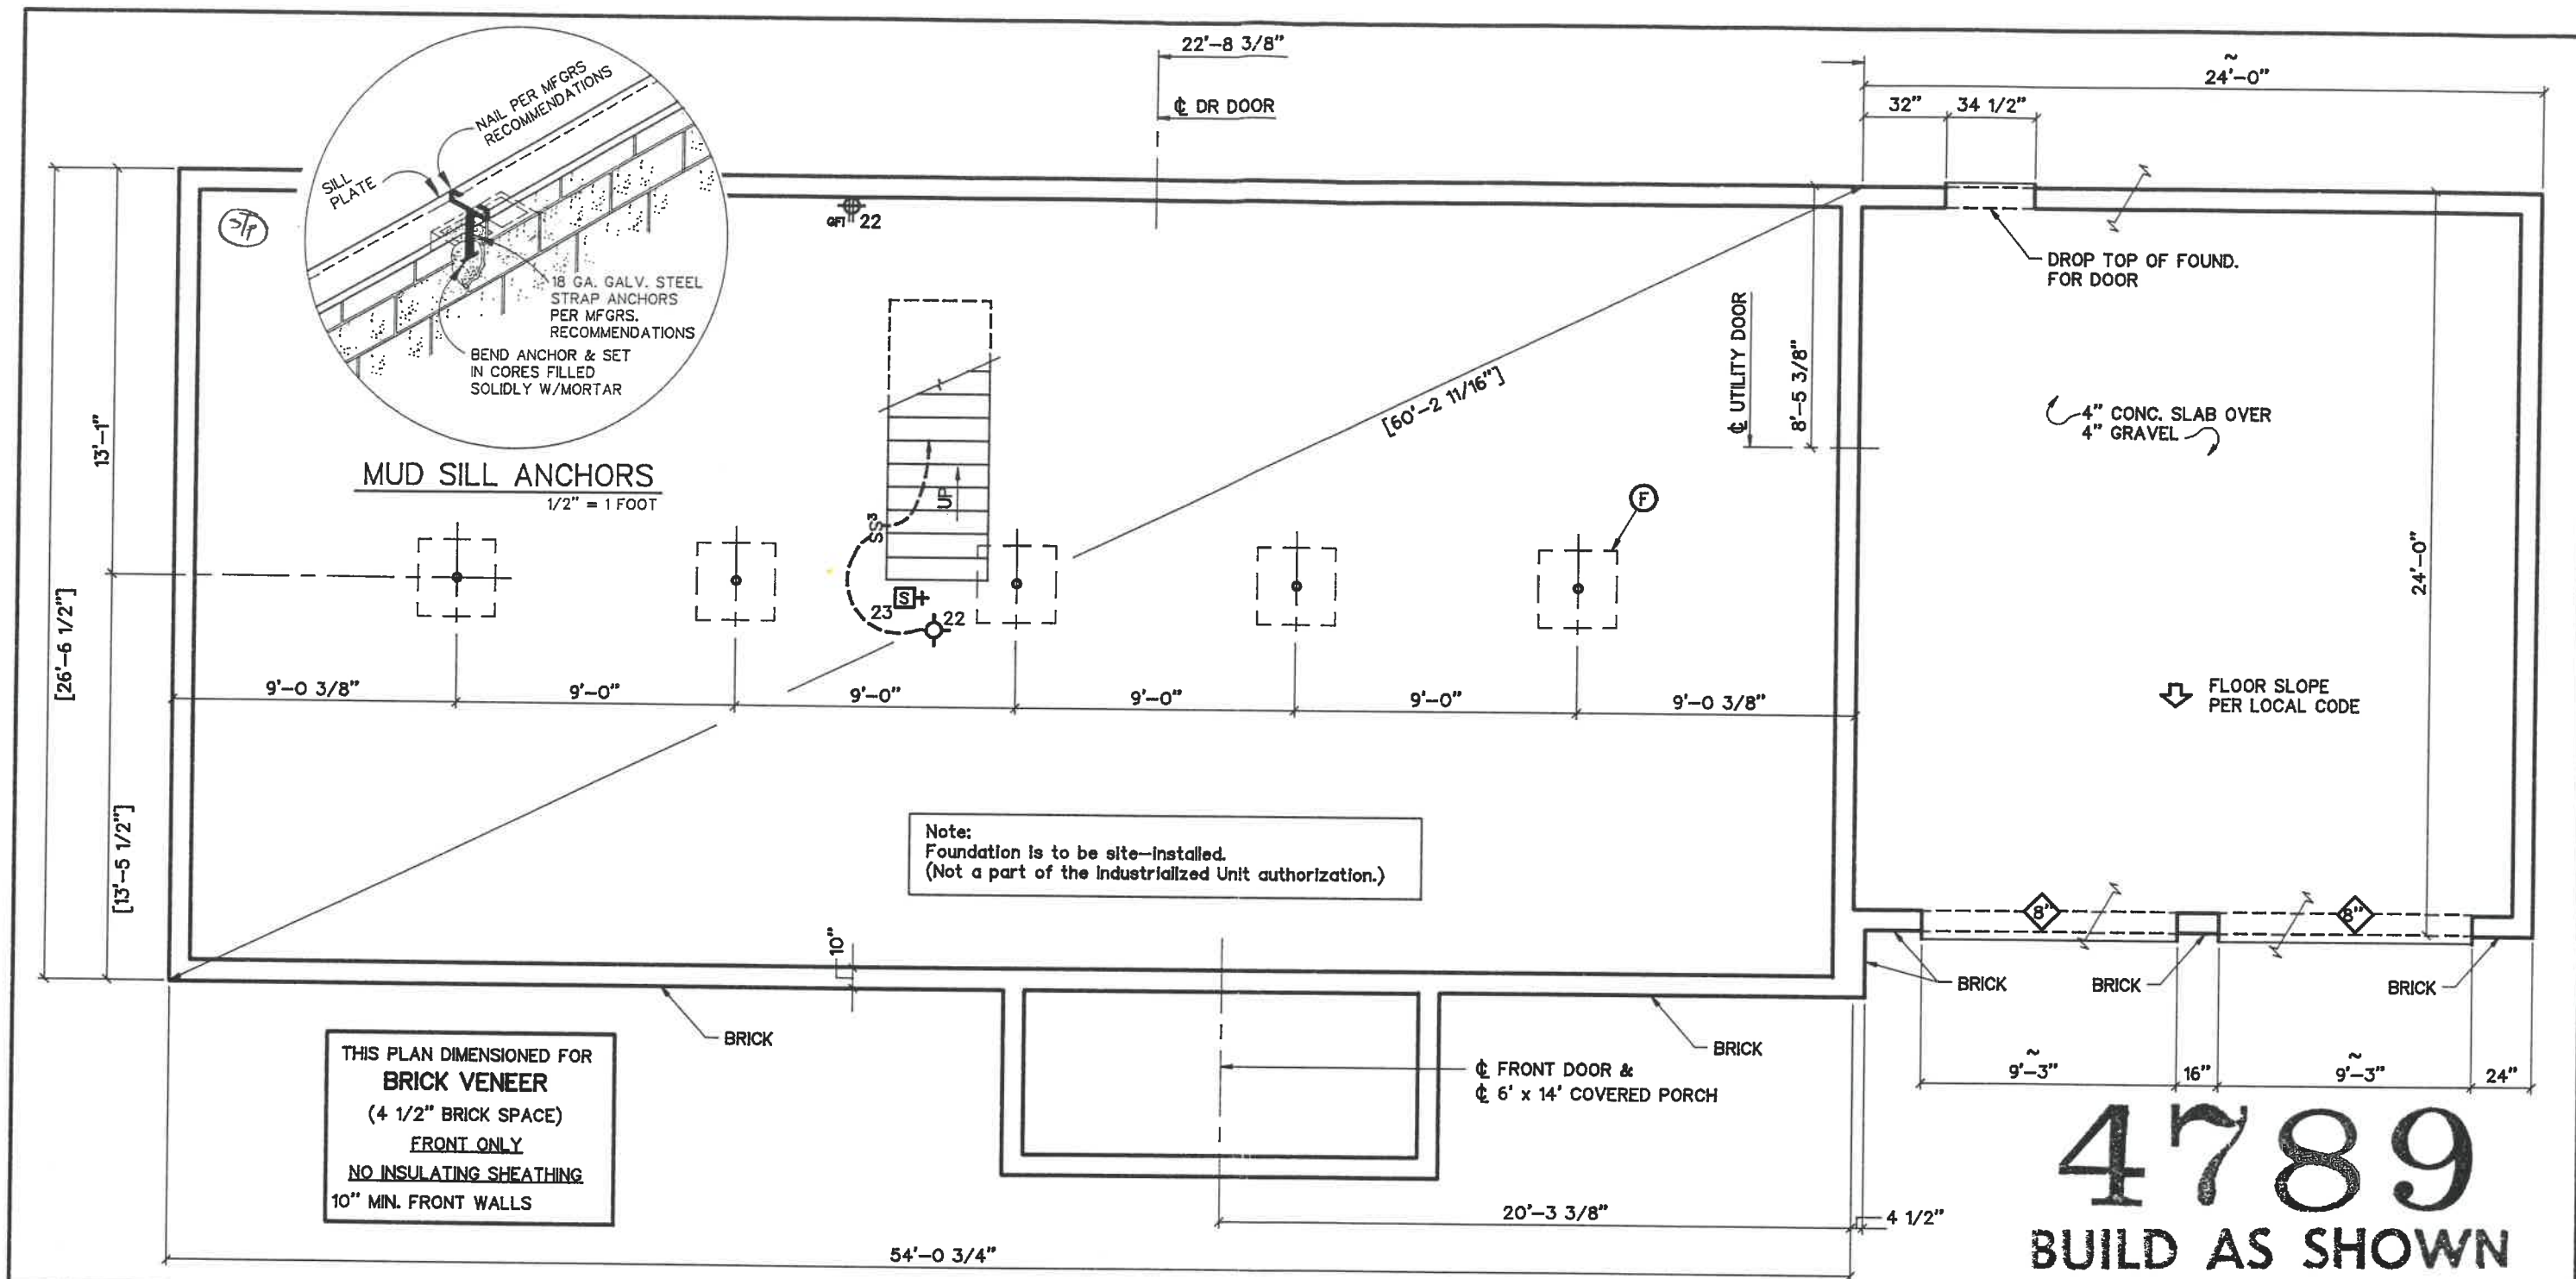 22'-8 3/8"
~
24'-0"
℄ DR DOOR
32"
34 1/2"
NAIL PER MFGRS
RECOMMENDATIONS
SILL
PLATE
18 GA. GALV. STEEL
STRAP ANCHORS
PER MFGRS.
RECOMMENDATIONS
BEND ANCHOR & SET
IN CORES FILLED
SOLIDLY W/MORTAR
MUD SILL ANCHORS
1/2" = 1 FOOT
GFI 22
DROP TOP OF FOUND.
FOR DOOR
℄ UTILITY DOOR
8'-5 3/8"
[60'-2 11/16"]
4" CONC. SLAB OVER
4" GRAVEL
13'-1"
UP
F
SS3
S
23
22
24'-0"
[26'-6 1/2"]
9'-0 3/8"
9'-0"
9'-0"
9'-0"
9'-0"
9'-0 3/8"
FLOOR SLOPE
PER LOCAL CODE
[13'-5 1/2"]
Note:
Foundation is to be site-installed.
(Not a part of the Industrialized Unit authorization.)
10"
8"
8"
BRICK
BRICK
BRICK
BRICK
BRICK
THIS PLAN DIMENSIONED FOR
BRICK VENEER
(4 1/2" BRICK SPACE)
FRONT ONLY
NO INSULATING SHEATHING
10" MIN. FRONT WALLS
℄ FRONT DOOR &
℄ 6' x 14' COVERED PORCH
~
9'-3"
16"
~
9'-3"
24"
20'-3 3/8"
4 1/2"
54'-0 3/4"
4789
BUILD AS SHOWN